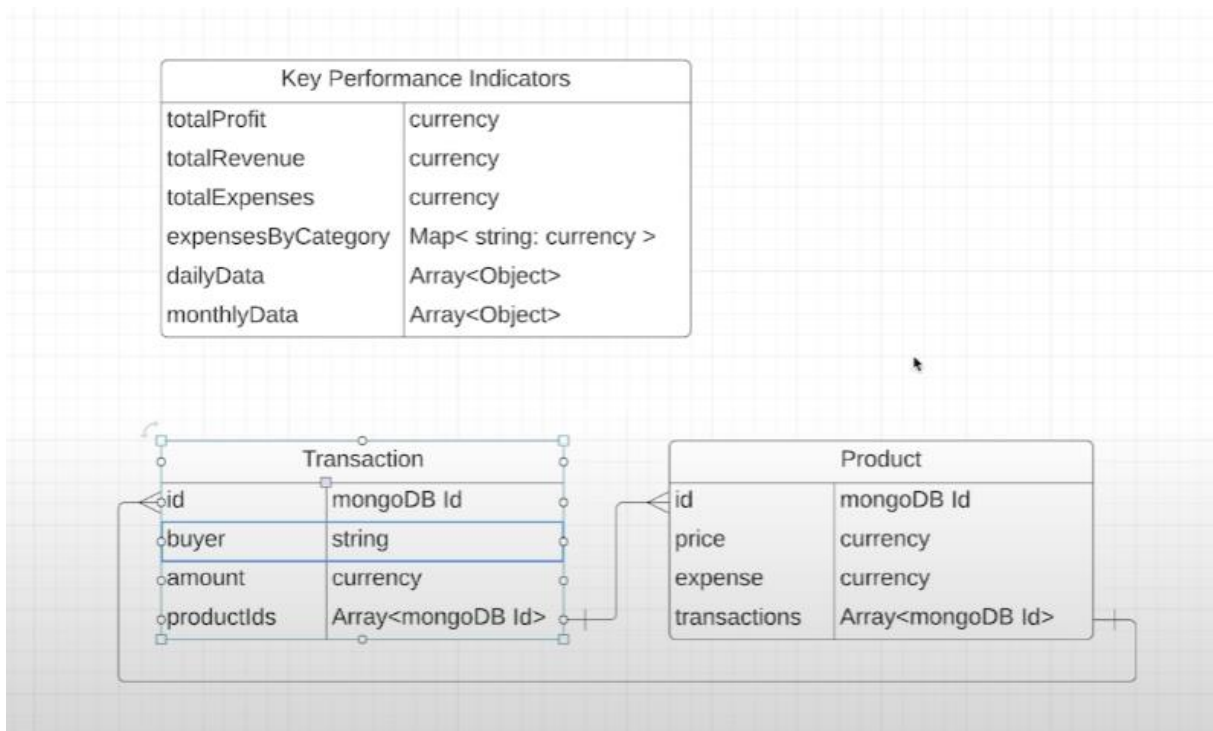 Key Performance Indicators
totalProfit currency
totalRevenue currency
totalExpenses currency
expensesByCategory Map< string: currency >
dailyData Array<Object>
monthlyData Array<Object>
Transaction
id mongoDB Id
buyer string
amount currency
productIds Array<mongoDB Id>
Product
id mongoDB Id
price currency
expense currency
transactions Array<mongoDB Id>